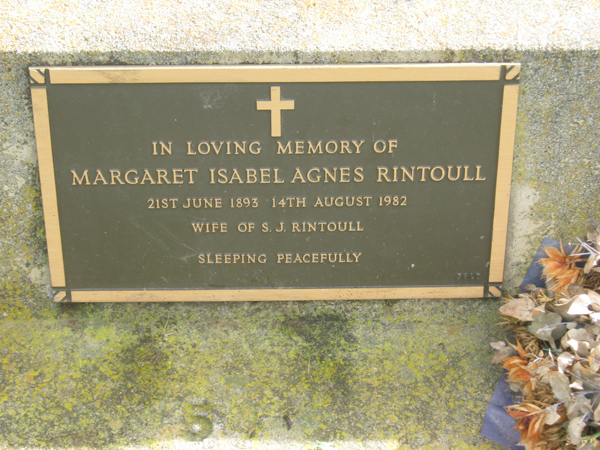 IN LOVING MEMORY OF
MARGARET ISABEL AGNES RINTOULL
21ST JUNE 1893 14TH AUGUST 1982
WIFE OF S. J. RINTOULL
SLEEPING PEACEFULLY